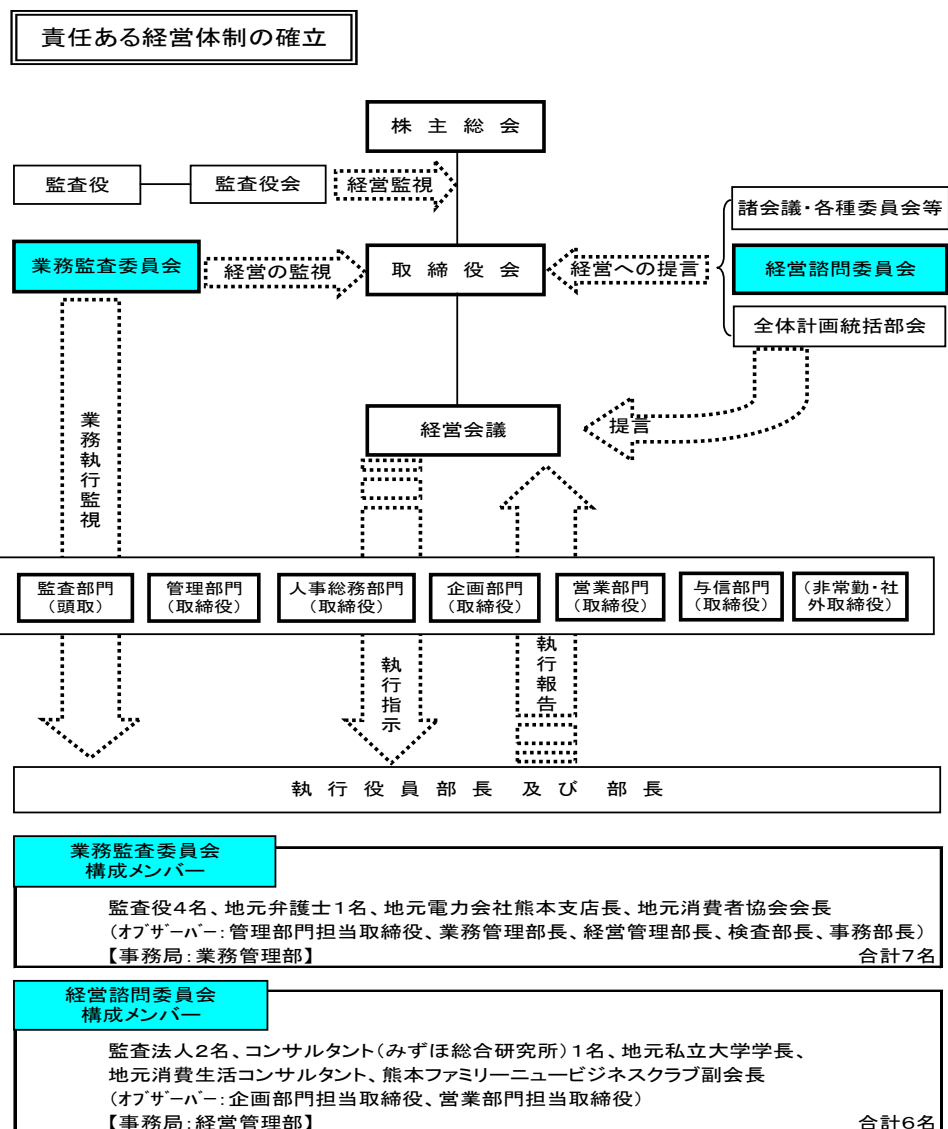 責任ある経営体制の確立
株主総会
監査役
監査役会
経営監視
諸会議・各種委員会等
業務監査委員会
経営の監視
取締役会
経営への提言
経営諮問委員会
全体計画統括部会
経営会議
提言
業務執行監視
監査部門
(頭取)
管理部門
(取締役)
人事総務部門
(取締役)
企画部門
(取締役)
営業部門
(取締役)
与信部門
(取締役)
(非常勤・社
外取締役)
執行指示
執行報告
執行役員部長 及び 部長
業務監査委員会
構成メンバー
監査役4名、地元弁護士1名、地元電力会社熊本支店長、地元消費者協会会長
(オブザーバー:管理部門担当取締役、業務管理部長、経営管理部長、検査部長、事務部長)
【事務局:業務管理部】 合計7名
経営諮問委員会
構成メンバー
監査法人2名、コンサルタント(みずほ総合研究所)1名、地元私立大学学長、
地元消費生活コンサルタント、熊本ファミリーニュービジネスクラブ副会長
(オブザーバー:企画部門担当取締役、営業部門担当取締役)
【事務局:経営管理部】 合計6名